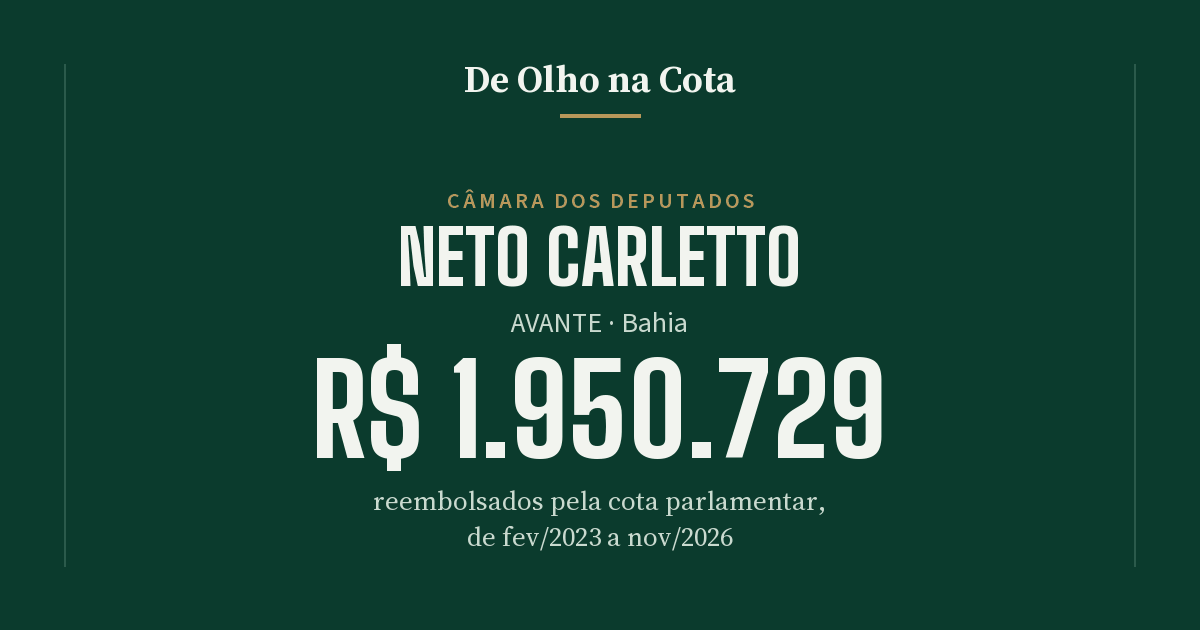 De Olho na Cota
CÂMARA DOS DEPUTADOS
NETO CARLETTO
AVANTE · Bahia
R$ 1.950.729
reembolsados pela cota parlamentar,
de fev/2023 a nov/2026